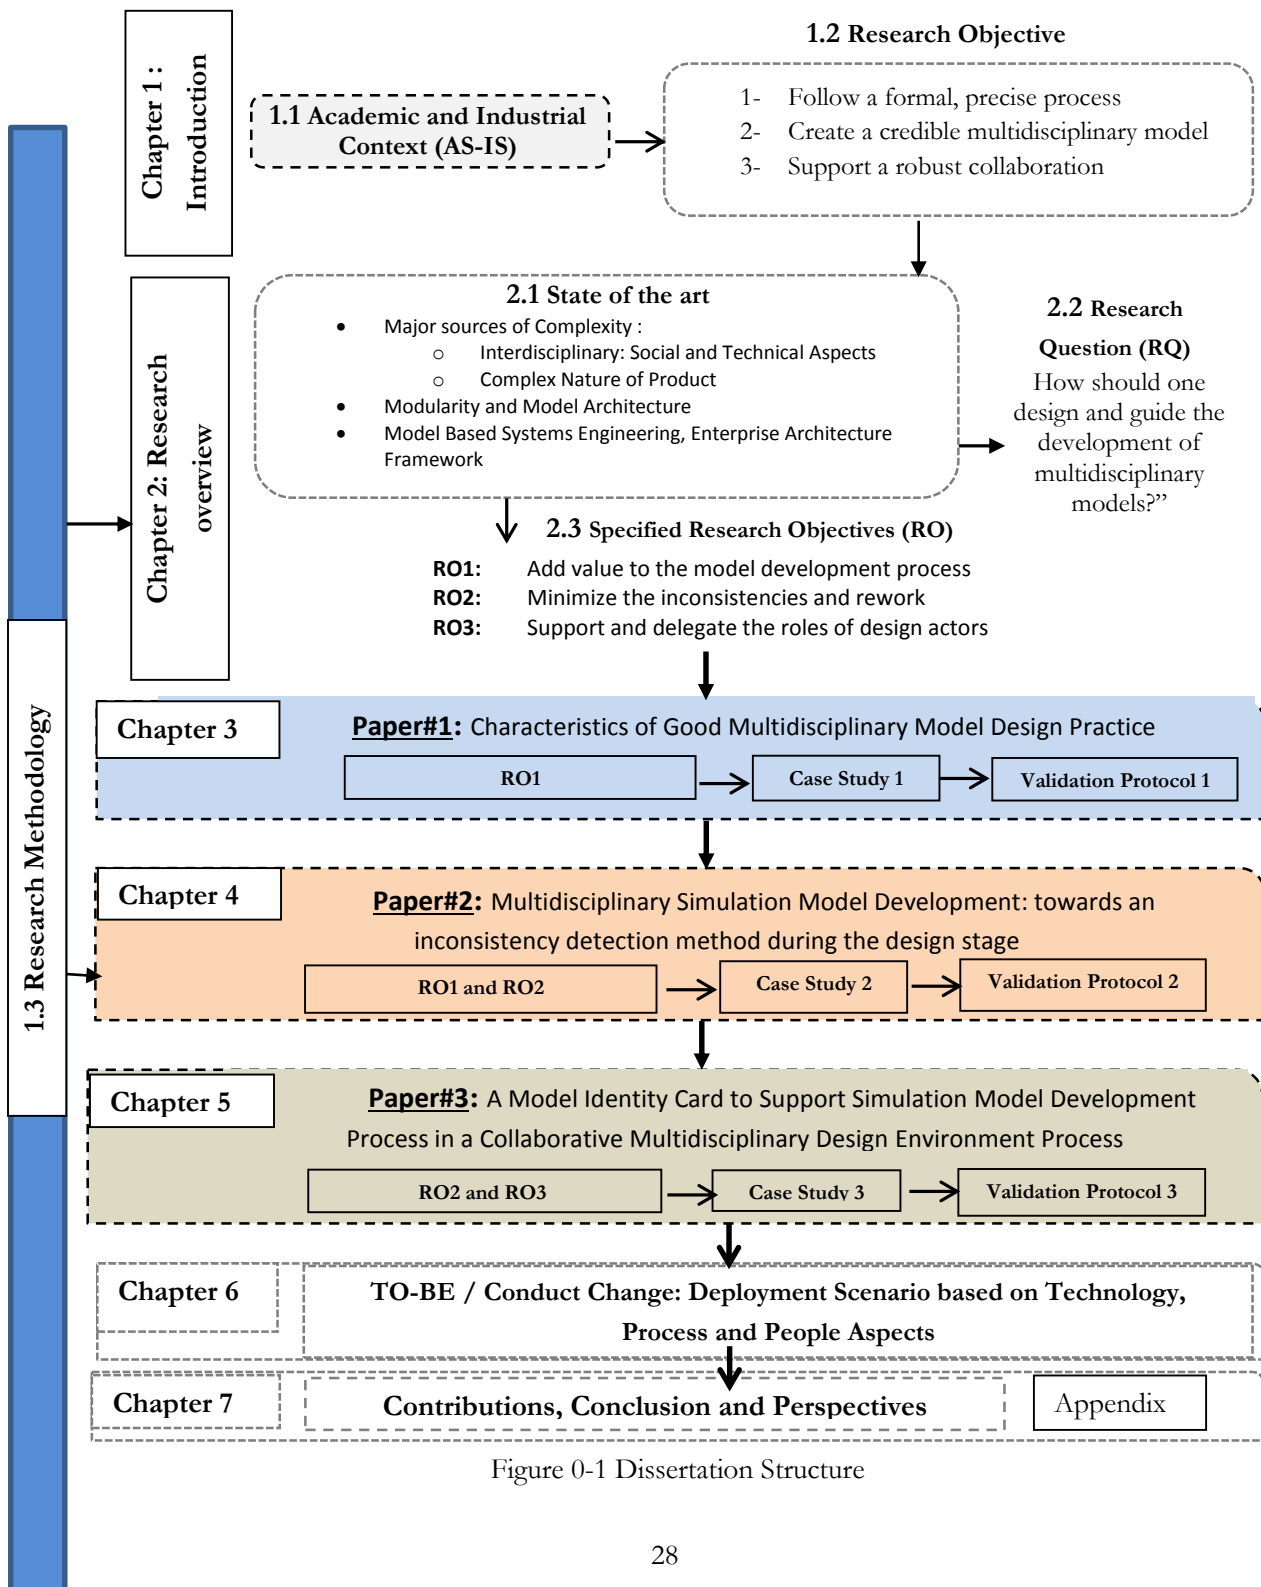 Chapter 1 :
Introduction
1.1 Academic and Industrial
Context (AS-IS)
1.2 Research Objective
1- Follow a formal, precise process
2- Create a credible multidisciplinary model
3- Support a robust collaboration
Chapter 2: Research
overview
2.1 State of the art
• Major sources of Complexity :
o Interdisciplinary: Social and Technical Aspects
o Complex Nature of Product
• Modularity and Model Architecture
• Model Based Systems Engineering, Enterprise Architecture
Framework
2.2 Research
Question (RQ)
How should one
design and guide the
development of
multidisciplinary
models?”
2.3 Specified Research Objectives (RO)
RO1: Add value to the model development process
RO2: Minimize the inconsistencies and rework
RO3: Support and delegate the roles of design actors
1.3 Research Methodology
Chapter 3
Paper#1: Characteristics of Good Multidisciplinary Model Design Practice
RO1
Case Study 1
Validation Protocol 1
Chapter 4
Paper#2: Multidisciplinary Simulation Model Development: towards an
inconsistency detection method during the design stage
RO1 and RO2
Case Study 2
Validation Protocol 2
Chapter 5
Paper#3: A Model Identity Card to Support Simulation Model Development
Process in a Collaborative Multidisciplinary Design Environment Process
RO2 and RO3
Case Study 3
Validation Protocol 3
Chapter 6
TO-BE / Conduct Change: Deployment Scenario based on Technology,
Process and People Aspects
Chapter 7
Contributions, Conclusion and Perspectives
Appendix
Figure 0-1 Dissertation Structure
28